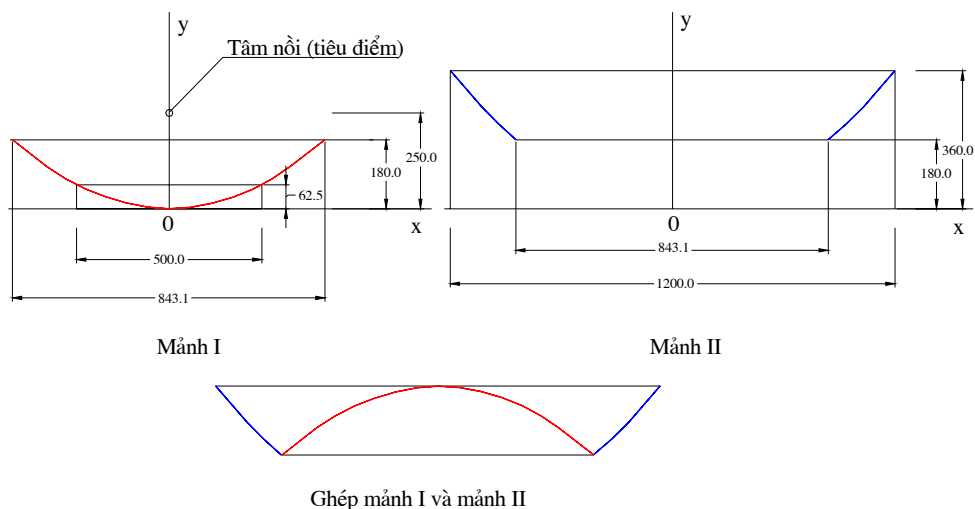 y
Tâm nồi (tiêu điểm)
250.0
180.0
62.5
0
x
500.0
843.1
Mảnh I
y
360.0
180.0
0
x
843.1
1200.0
Mảnh II
Ghép mảnh I và mảnh II